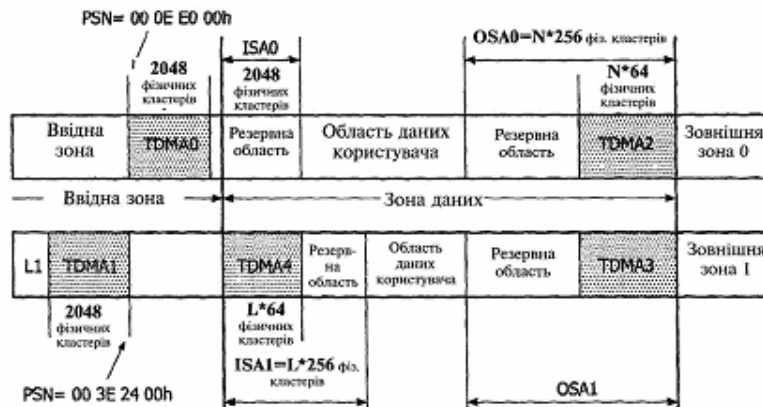 PSN= 00 0E E0 00h
ISA0
OSA0=N*256 фіз. кластерів
2048
фізичних
кластерів
2048
фізичних
кластерів
N*64
фізичних
кластерів
Ввідна
зона
TDMA0
Резервна
область
Область даних
користувача
Резервна
область
TDMA2
Зовнішня
зона 0
Ввідна зона
Зона даних
L1
TDMA1
TDMA4
Резерв-
на
область
Область
даних
користувача
Резервна
область
TDMA3
Зовнішня
зона I
2048
фізичних
кластерів
L*64
фізичних
кластерів
ISA1=L*256 фіз.
кластерів
PSN= 00 3E 24 00h
OSA1